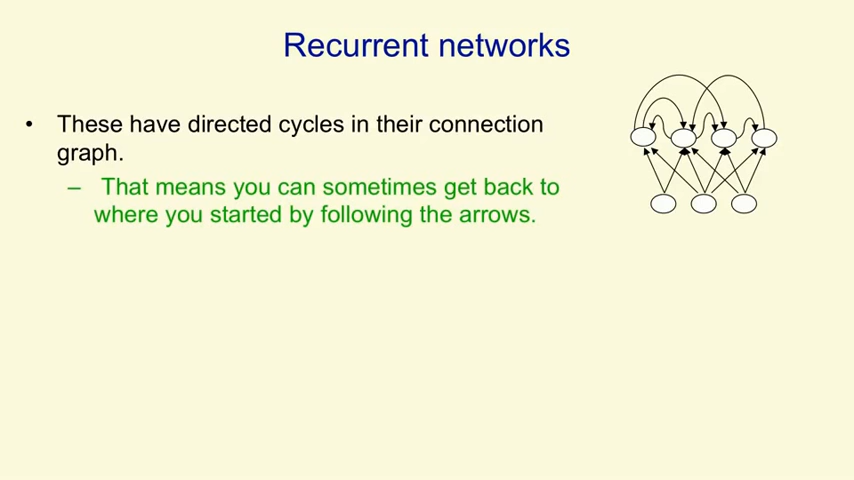 Recurrent networks
• These have directed cycles in their connection
graph.
– That means you can sometimes get back to
where you started by following the arrows.